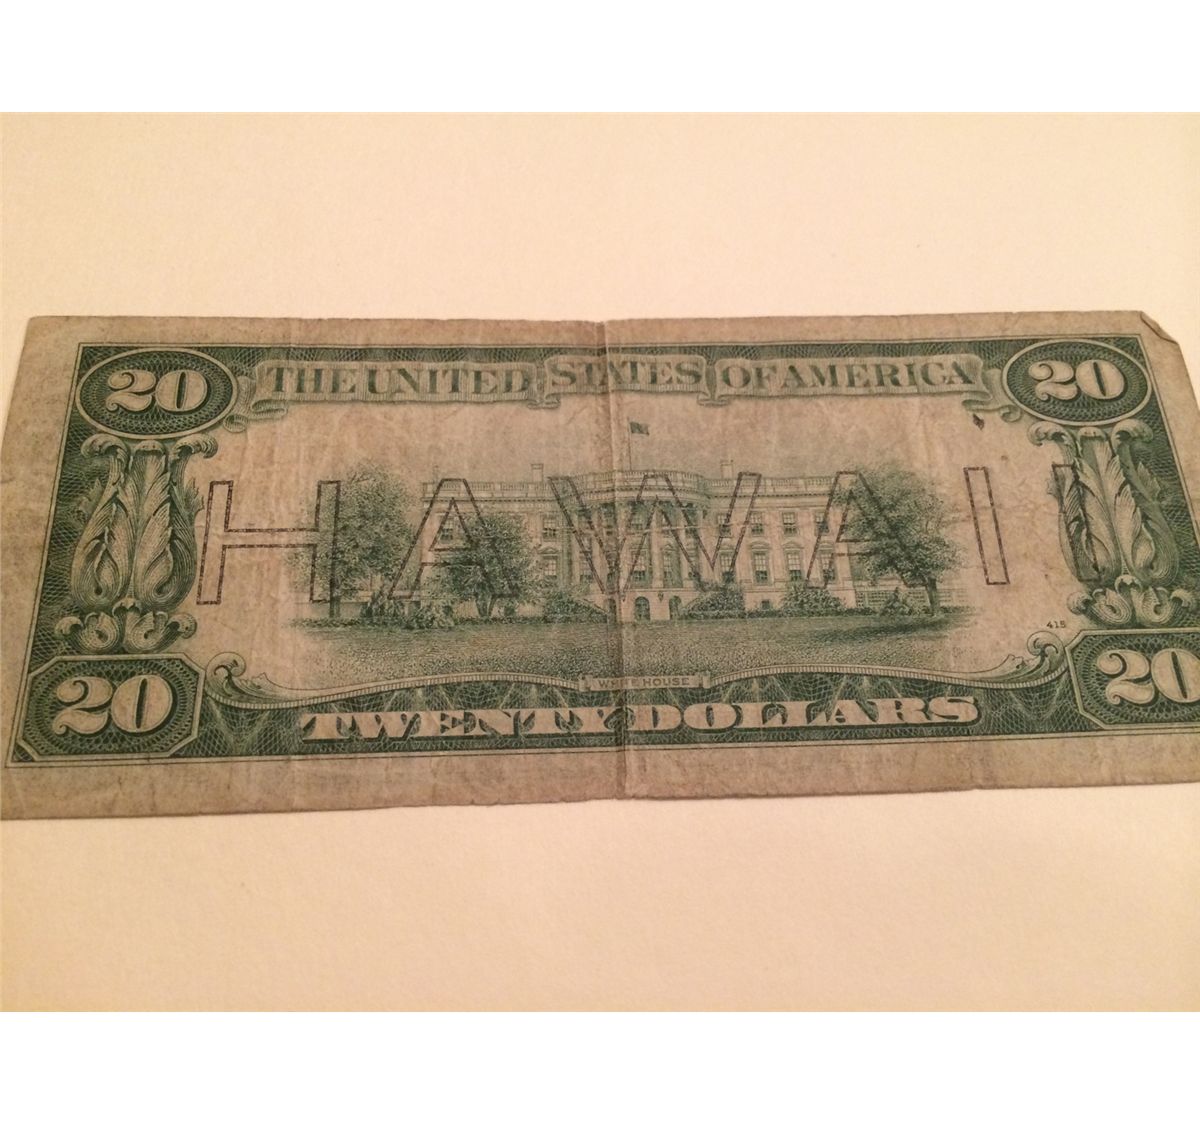 20 THE UNITED STATES OF AMERICA 20
HAWAII
415
WHITE HOUSE
20 TWENTY DOLLARS 20